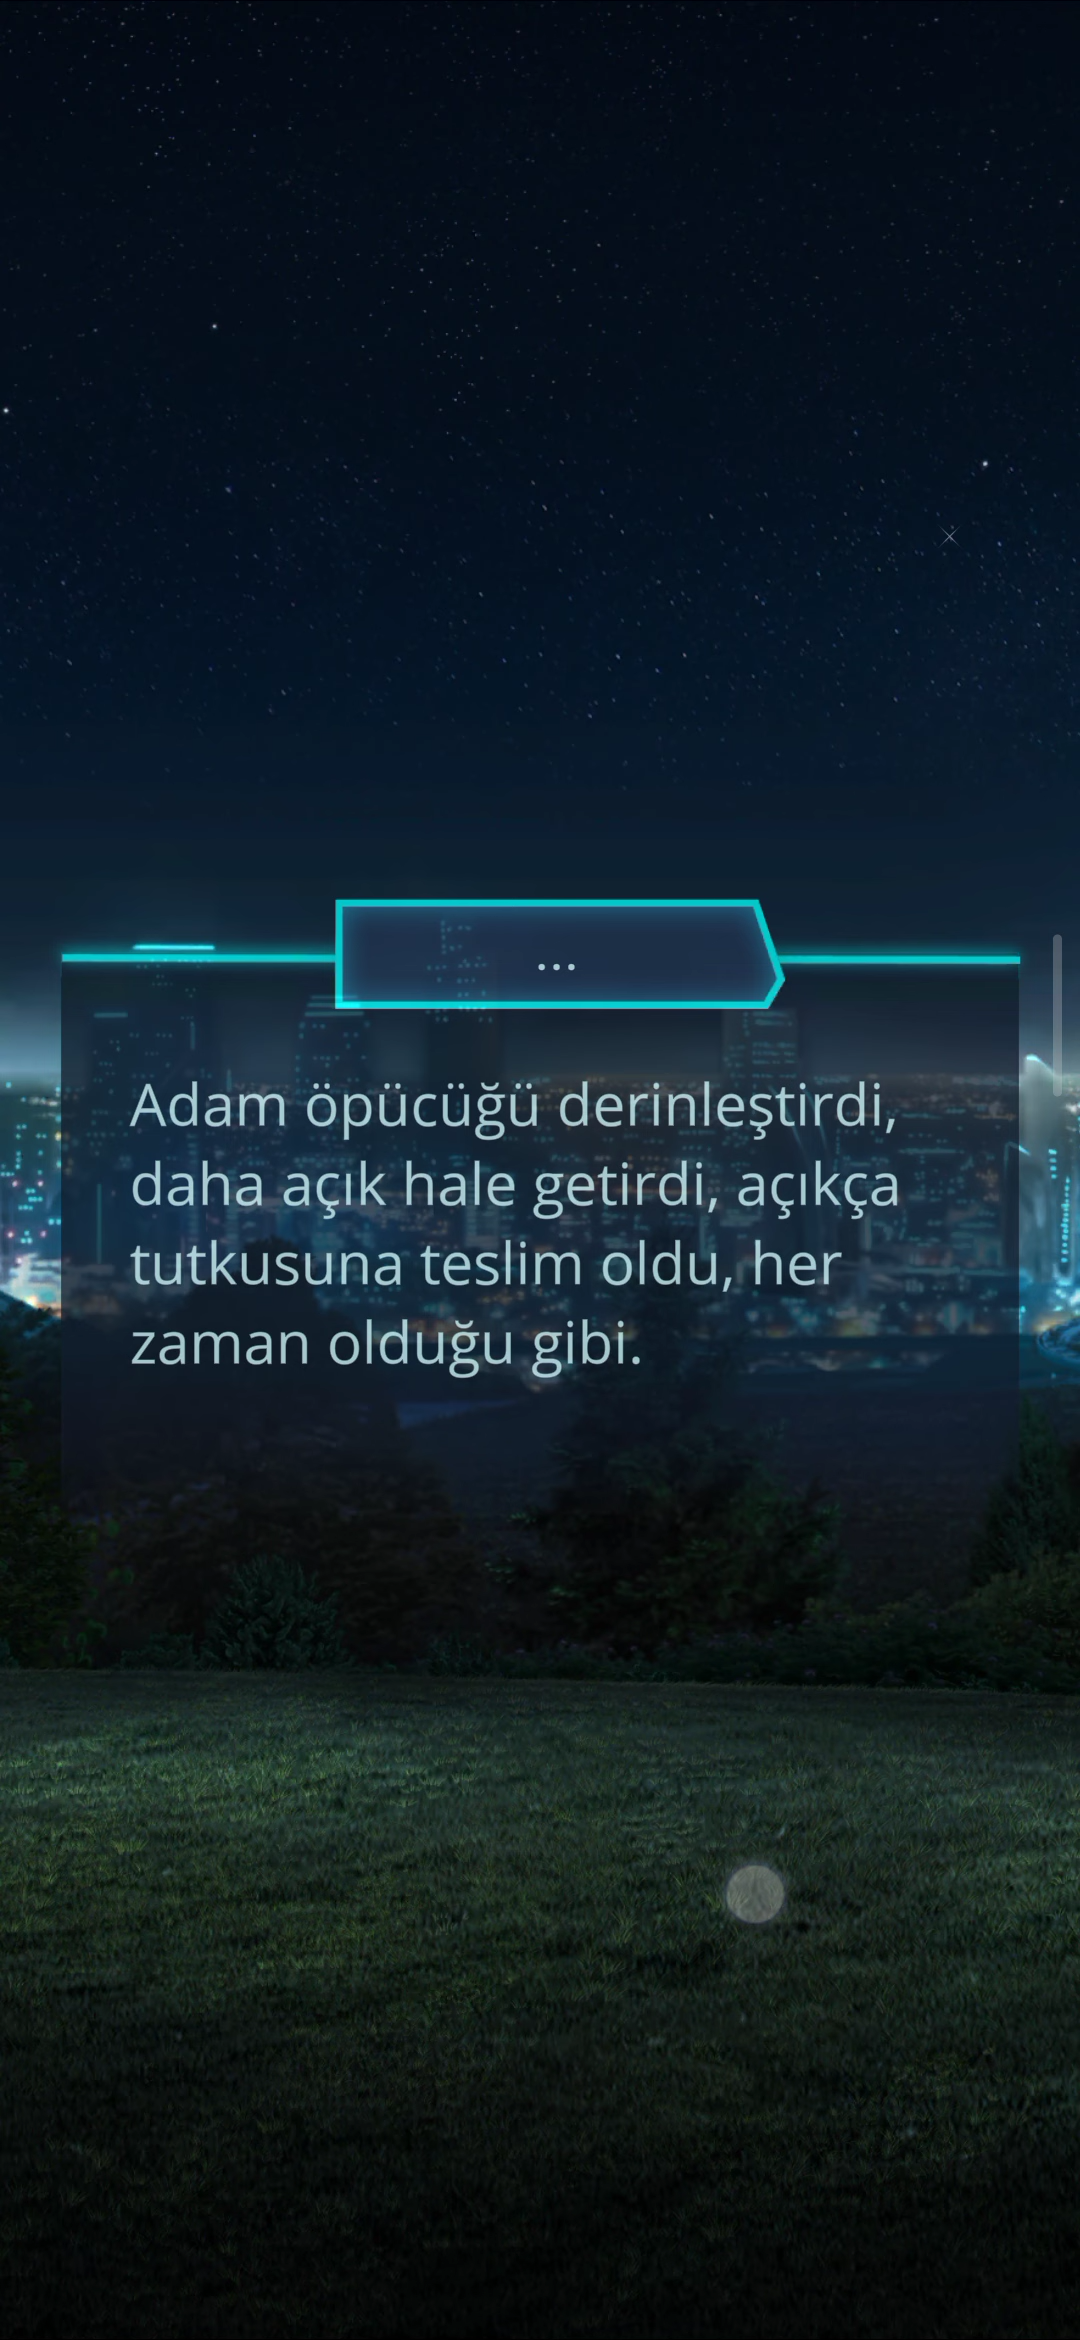 ...
Adam öpücüğü derinleştirdi,
daha açık hale getirdi, açıkça
tutkusuna teslim oldu, her
zaman olduğu gibi.